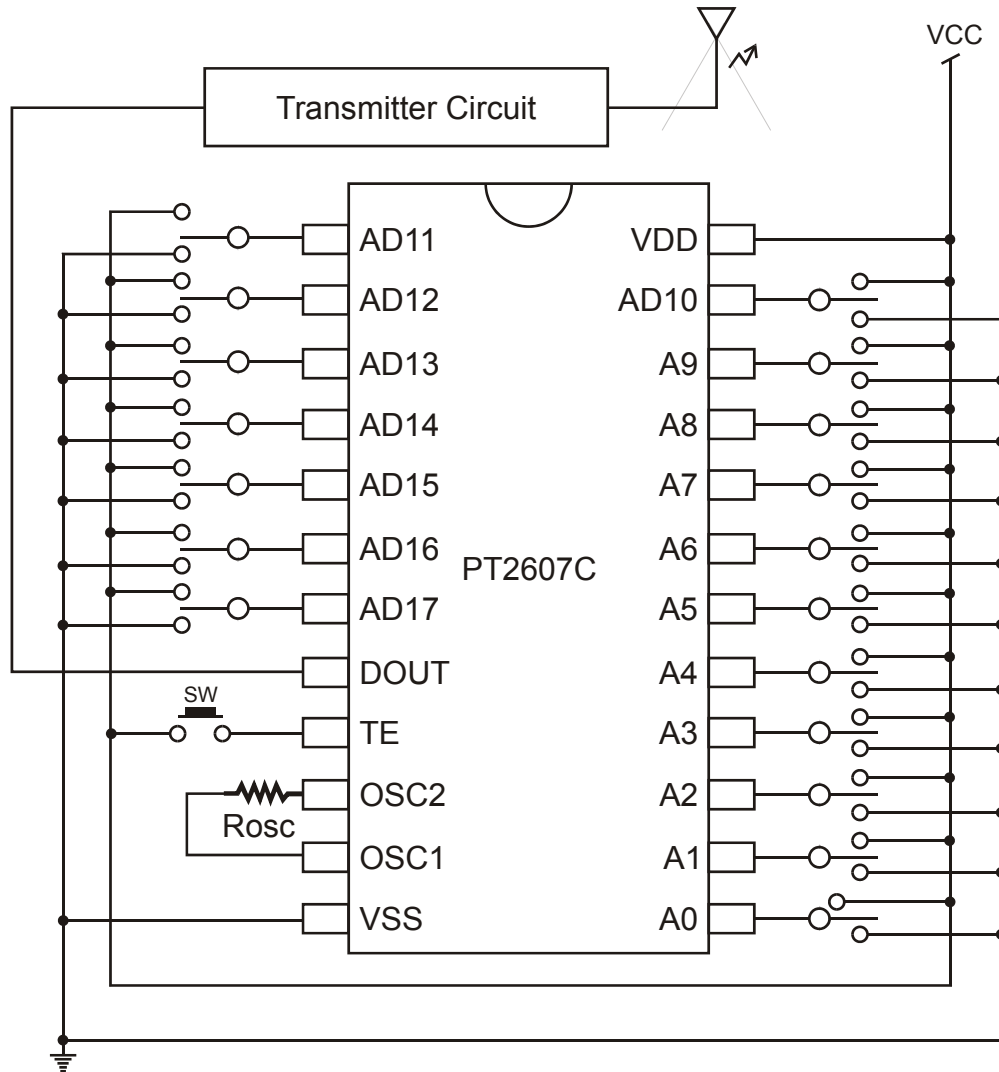 VCC
Transmitter Circuit
AD11
VDD
AD12
AD10
AD13
A9
AD14
A8
AD15
A7
AD16
A6
PT2607C
AD17
A5
DOUT
A4
SW
TE
A3
OSC2
A2
Rosc
OSC1
A1
VSS
A0